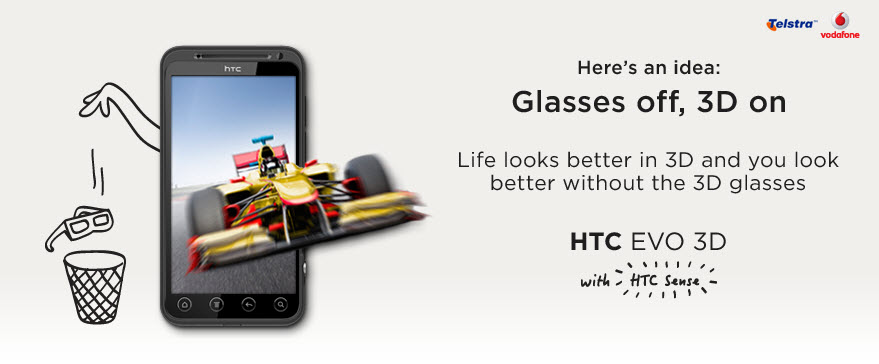 Telstra™
vodafone
hTC
Here's an idea:
Glasses off, 3D on
Life looks better in 3D and you look
better without the 3D glasses
HTC EVO 3D
with HTC Sense